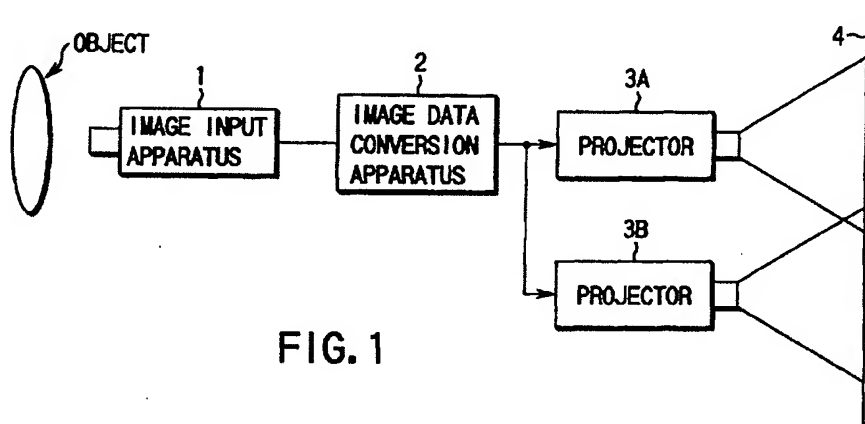 OBJECT
1
IMAGE INPUT
APPARATUS
2
IMAGE DATA
CONVERSION
APPARATUS
3A
PROJECTOR
4
3B
PROJECTOR
FIG. 1